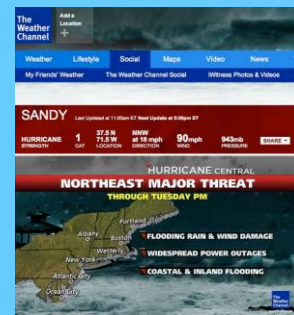 The
Weather
Channel
Add a
Location
+
Weather Lifestyle Social Maps Video News
My Friends' Weather The Weather Channel Social iWitness Photos & Videos
SANDY Last Updated at 11:00am ET Next Update at 5:00pm ET
HURRICANE 1 37.5 N NNW 90mph 943mb SHARE
STRENGTH CAT 71.5 W at 18 mph WIND PRESSURE
LOCATION DIRECTION
HURRICANE CENTRAL
NORTHEAST MAJOR THREAT
THROUGH TUESDAY PM
Portland
Albany Boston
FLOODING RAIN & WIND DAMAGE
Westerly
WIDESPREAD POWER OUTAGES
New York
COASTAL & INLAND FLOODING
Atlantic City
Ocean City
The
Weather
Channel